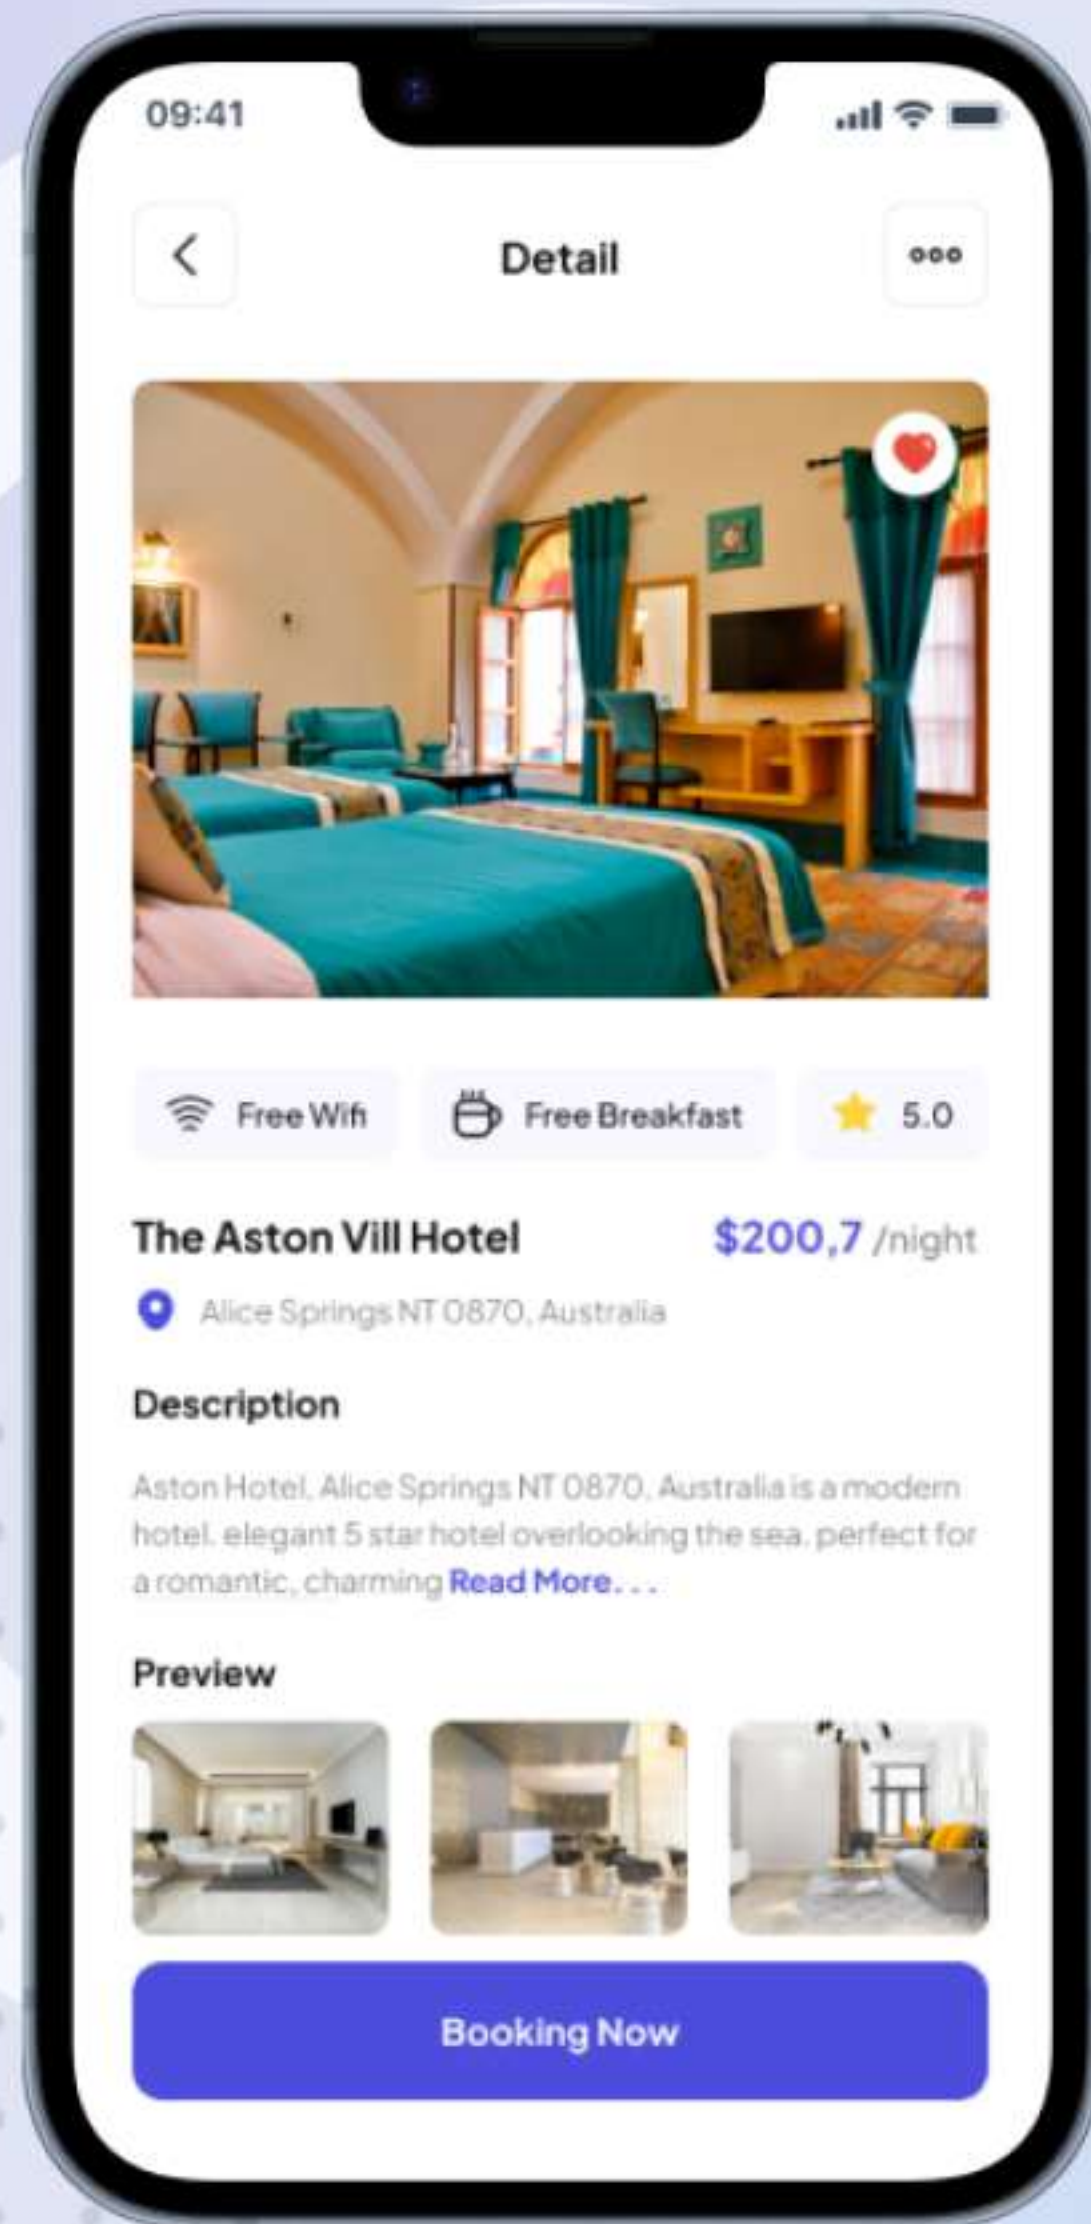 09:41
Detail
Free Wifi
Free Breakfast
5.0
The Aston Vill Hotel
$200,7 /night
Alice Springs NT 0870, Australia
Description
Aston Hotel, Alice Springs NT 0870, Australia is a modern
hotel. elegant 5 star hotel overlooking the sea. perfect for
a romantic, charming Read More. . .
Preview
Booking Now